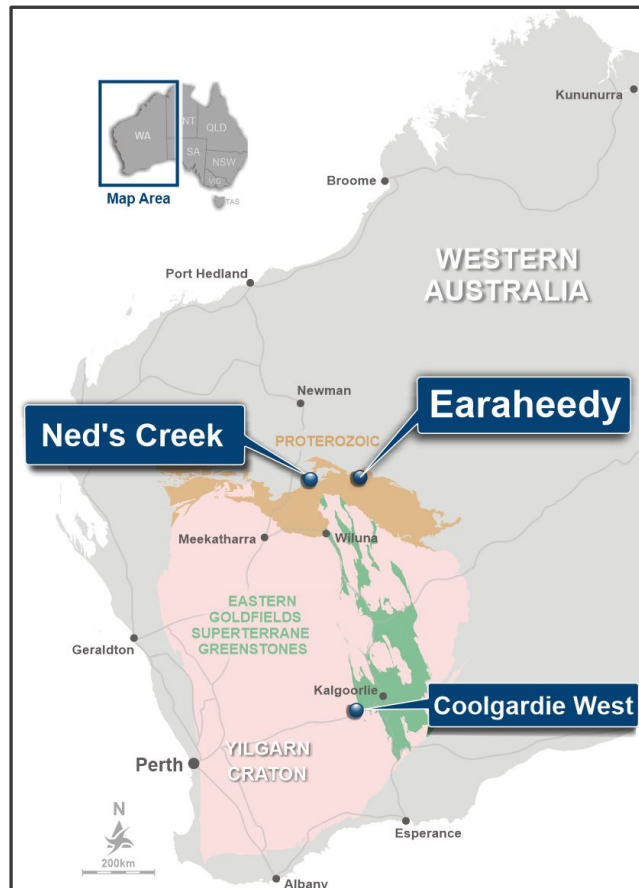 Kununurra
NT
QLD
WA
SA
NSW
VIC
TAS
Map Area
Broome
WESTERN
AUSTRALIA
Port Hedland
Newman
Earaheedy
Ned's Creek
PROTEROZOIC
Meekatharra
Wiluna
EASTERN
GOLDFIELDS
SUPERTERRANE
GREENSTONES
Geraldton
Kalgoorlie
Coolgardie West
YILGARN
CRATON
Perth
N
200km
Esperance
Albany